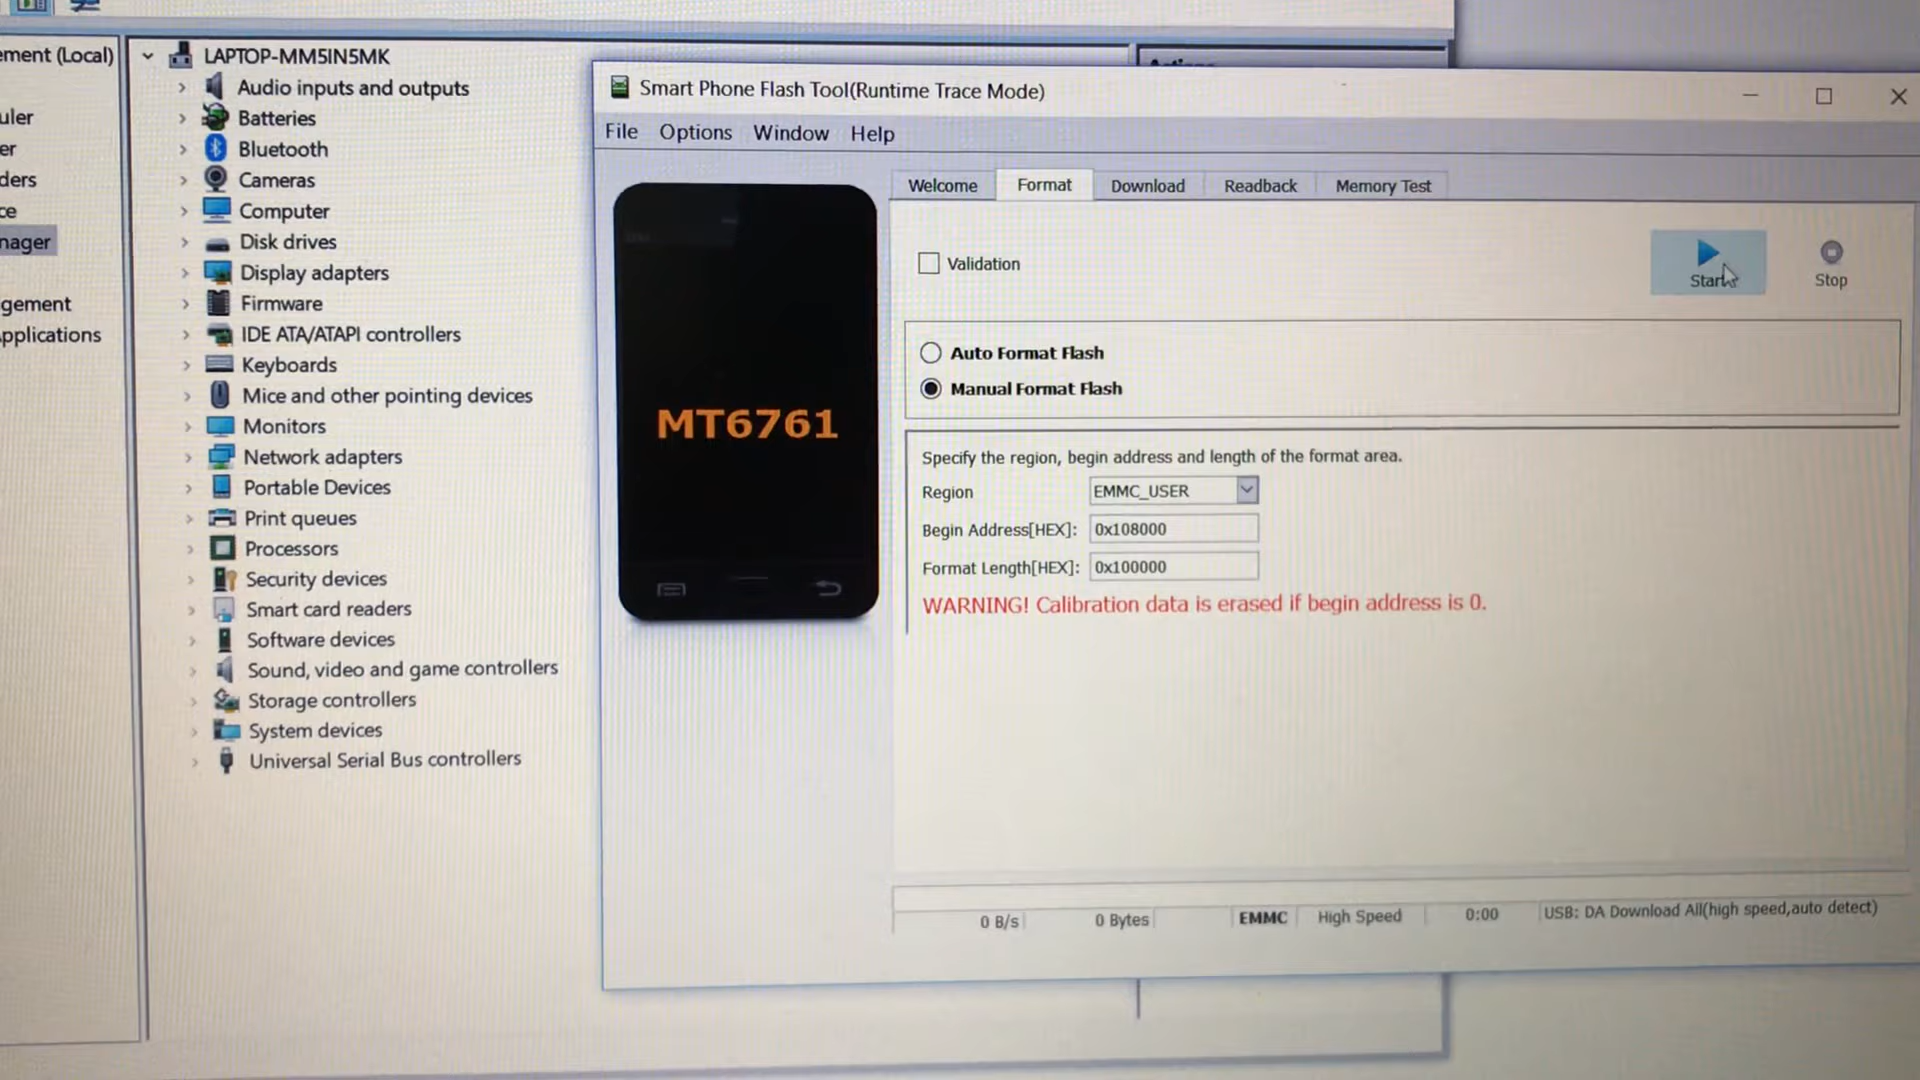 ement (Local)
uler
er
ders
ce
nager
gement
pplications
LAPTOP-MM5IN5MK
Audio inputs and outputs
Batteries
Bluetooth
Cameras
Computer
Disk drives
Display adapters
Firmware
IDE ATA/ATAPI controllers
Keyboards
Mice and other pointing devices
Monitors
Network adapters
Portable Devices
Print queues
Processors
Security devices
Smart card readers
Software devices
Sound, video and game controllers
Storage controllers
System devices
Universal Serial Bus controllers
Smart Phone Flash Tool(Runtime Trace Mode)
File Options Window Help
Welcome Format Download Readback Memory Test
Validation
Start Stop
Auto Format Flash
Manual Format Flash
MT6761
Specify the region, begin address and length of the format area.
Region EMMC_USER
Begin Address[HEX]: 0x108000
Format Length[HEX]: 0x100000
WARNING! Calibration data is erased if begin address is 0.
0 B/s 0 Bytes EMMC High Speed 0:00 USB: DA Download All(high speed,auto detect)